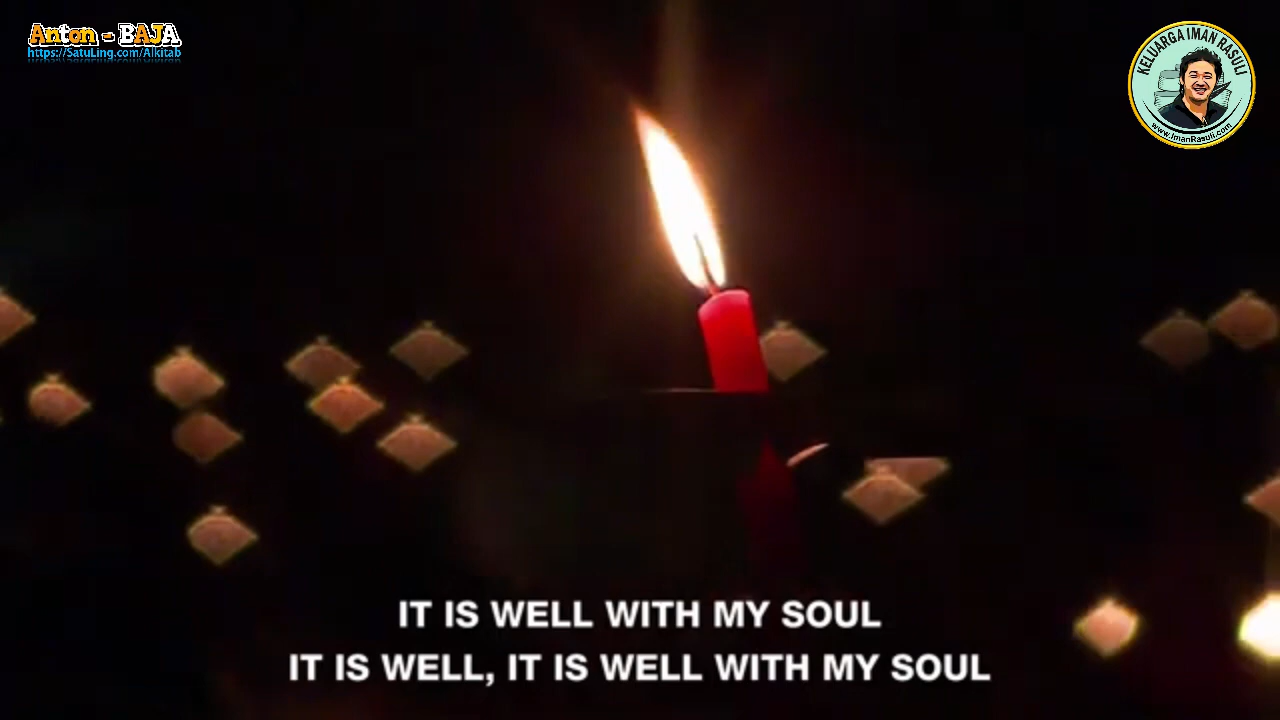 Anton - BAJA
https://SatuLing.com/Alkitab
KELUARGA IMAN RASULI
www.ImanRasuli.com
IT IS WELL WITH MY SOUL
IT IS WELL, IT IS WELL WITH MY SOUL